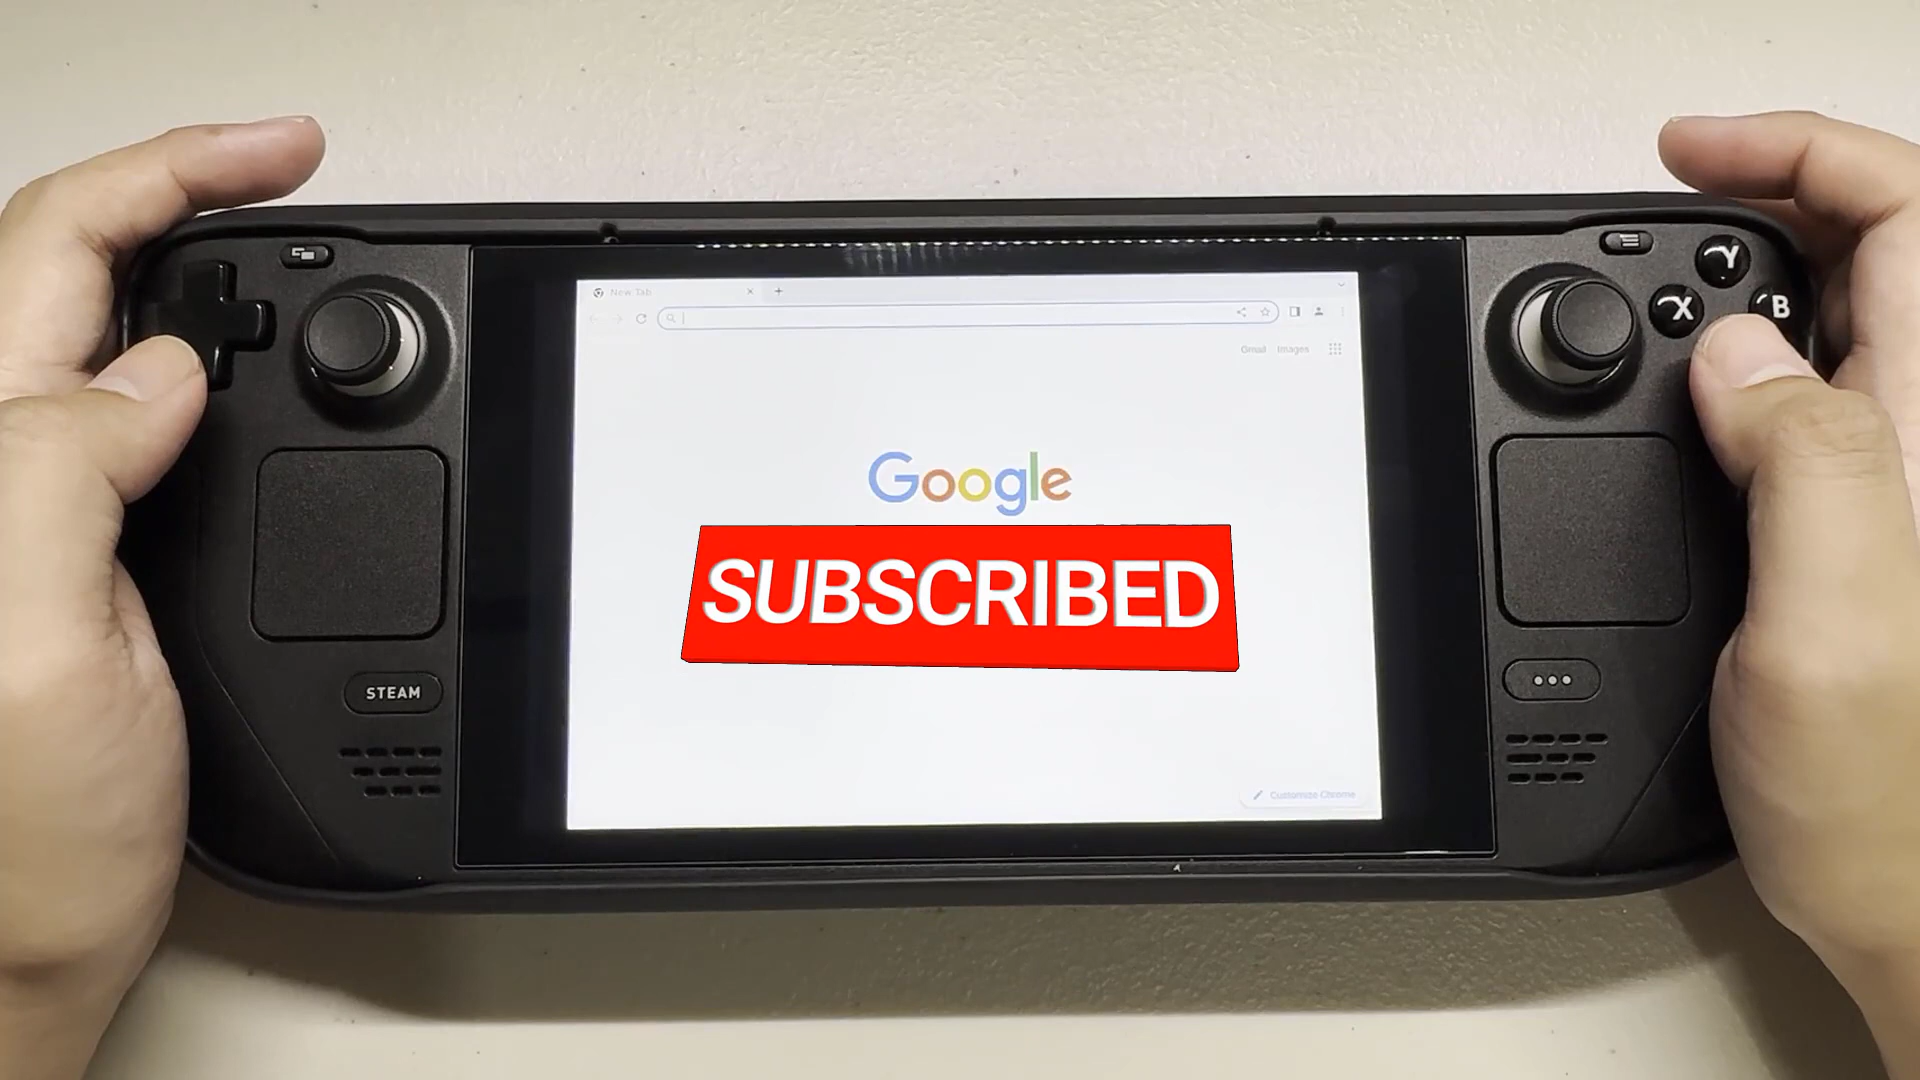 New Tab
Gmail Images
Google
SUBSCRIBED
Customize Chrome
STEAM
Y
X
B